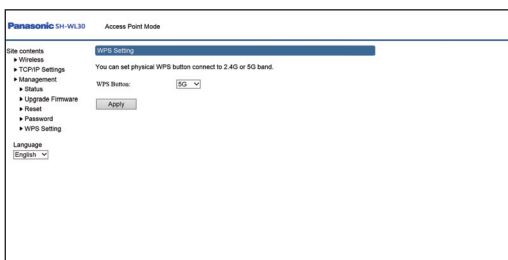 Panasonic SH-WL30 Access Point Mode
Site contents
Wireless
TCP/IP Settings
Management
Status
Upgrade Firmware
Reset
Password
WPS Setting
Language
English
WPS Setting
You can set physical WPS button connect to 2.4G or 5G band.
WPS Button: 5G
Apply